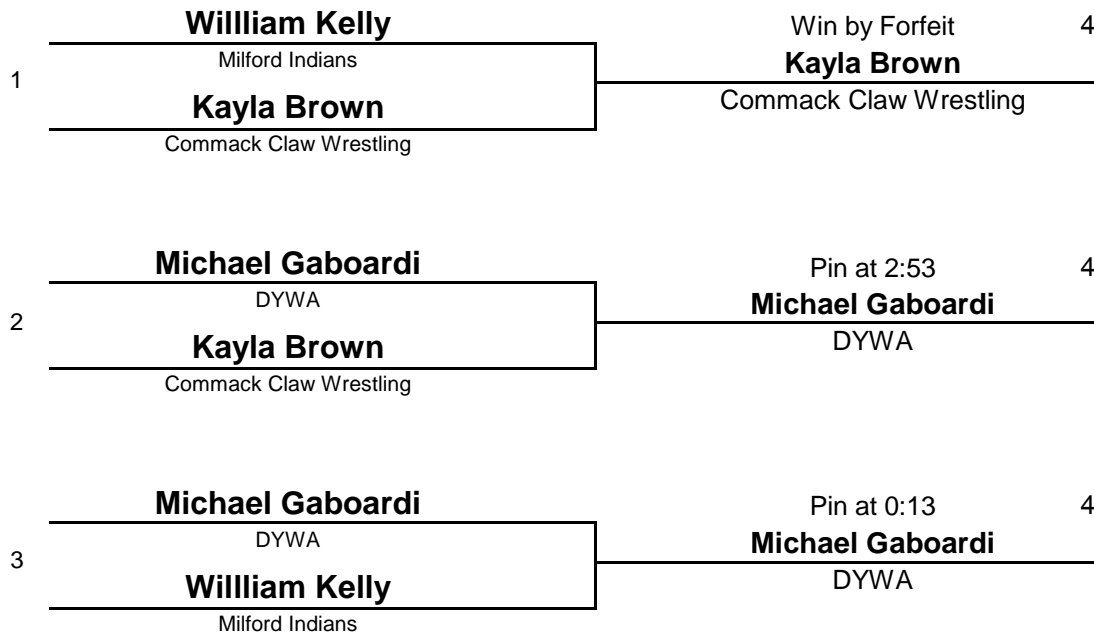 Willliam Kelly
Win by Forfeit 4
Milford Indians
Kayla Brown
1
Kayla Brown
Commack Claw Wrestling
Commack Claw Wrestling
Michael Gaboardi
Pin at 2:53 4
DYWA
Michael Gaboardi
2
Kayla Brown
DYWA
Commack Claw Wrestling
Michael Gaboardi
Pin at 0:13 4
DYWA
Michael Gaboardi
3
Willliam Kelly
DYWA
Milford Indians